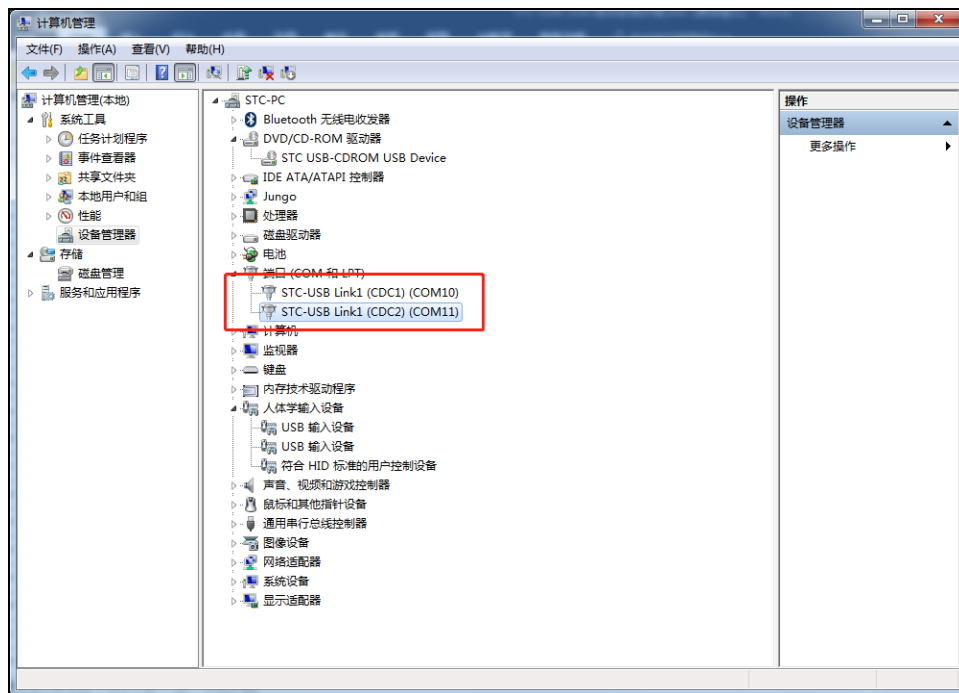 计算机管理
文件(F) 操作(A) 查看(V) 帮助(H)
计算机管理(本地)
系统工具
任务计划程序
事件查看器
共享文件夹
本地用户和组
性能
设备管理器
存储
磁盘管理
服务和应用程序
STC-PC
Bluetooth 无线电收发器
DVD/CD-ROM 驱动器
STC USB-CDROM USB Device
IDE ATA/ATAPI 控制器
Jungo
处理器
磁盘驱动器
电池
端口 (COM 和 LPT)
STC-USB Link1 (CDC1) (COM10)
STC-USB Link1 (CDC2) (COM11)
计算机
监视器
键盘
内存技术驱动程序
人体学输入设备
USB 输入设备
USB 输入设备
符合 HID 标准的用户控制设备
声音、视频和游戏控制器
鼠标和其他指针设备
通用串行总线控制器
图像设备
网络适配器
系统设备
显示适配器
操作
设备管理器
更多操作